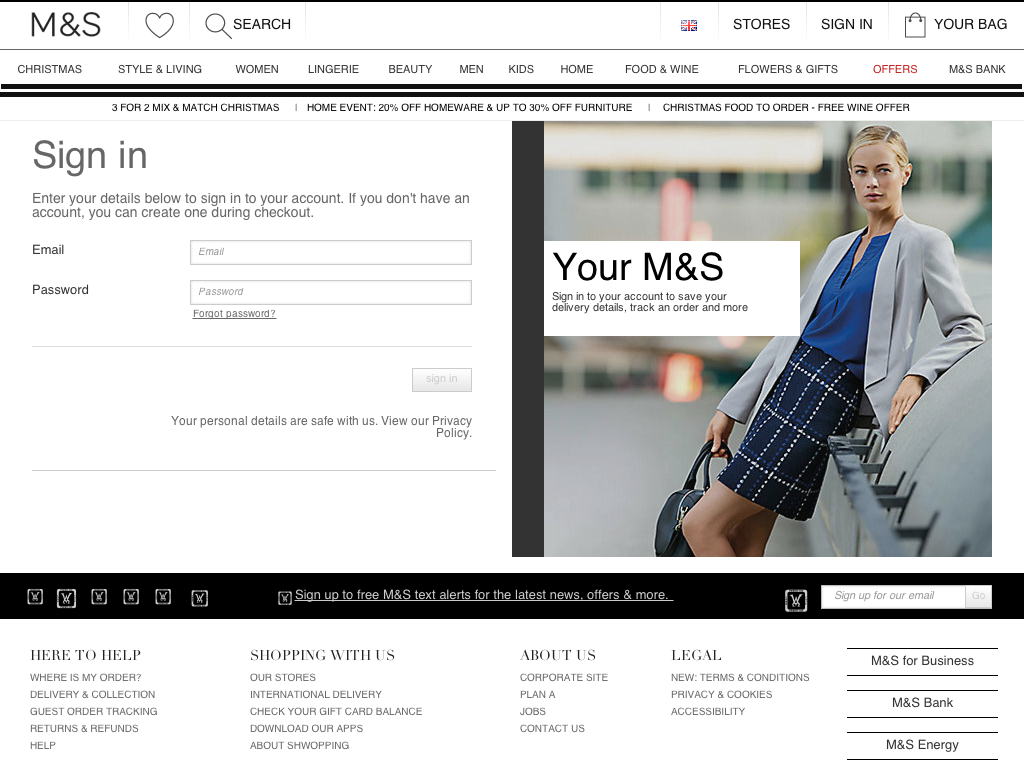 M&S
SEARCH
STORES
SIGN IN
YOUR BAG
CHRISTMAS
STYLE & LIVING
WOMEN
LINGERIE
BEAUTY
MEN
KIDS
HOME
FOOD & WINE
FLOWERS & GIFTS
OFFERS
M&S BANK
3 FOR 2 MIX & MATCH CHRISTMAS | HOME EVENT: 20% OFF HOMEWARE & UP TO 30% OFF FURNITURE | CHRISTMAS FOOD TO ORDER - FREE WINE OFFER
Sign in
Enter your details below to sign in to your account. If you don't have an
account, you can create one during checkout.
Email
Email
Password
Password
Forgot password?
sign in
Your personal details are safe with us. View our Privacy
Policy.
Your M&S
Sign in to your account to save your
delivery details, track an order and more
Sign up to free M&S text alerts for the latest news, offers & more.
Sign up for our email
Go
HERE TO HELP
WHERE IS MY ORDER?
DELIVERY & COLLECTION
GUEST ORDER TRACKING
RETURNS & REFUNDS
HELP
SHOPPING WITH US
OUR STORES
INTERNATIONAL DELIVERY
CHECK YOUR GIFT CARD BALANCE
DOWNLOAD OUR APPS
ABOUT SHWOPPING
ABOUT US
CORPORATE SITE
PLAN A
JOBS
CONTACT US
LEGAL
NEW: TERMS & CONDITIONS
PRIVACY & COOKIES
ACCESSIBILITY
M&S for Business
M&S Bank
M&S Energy